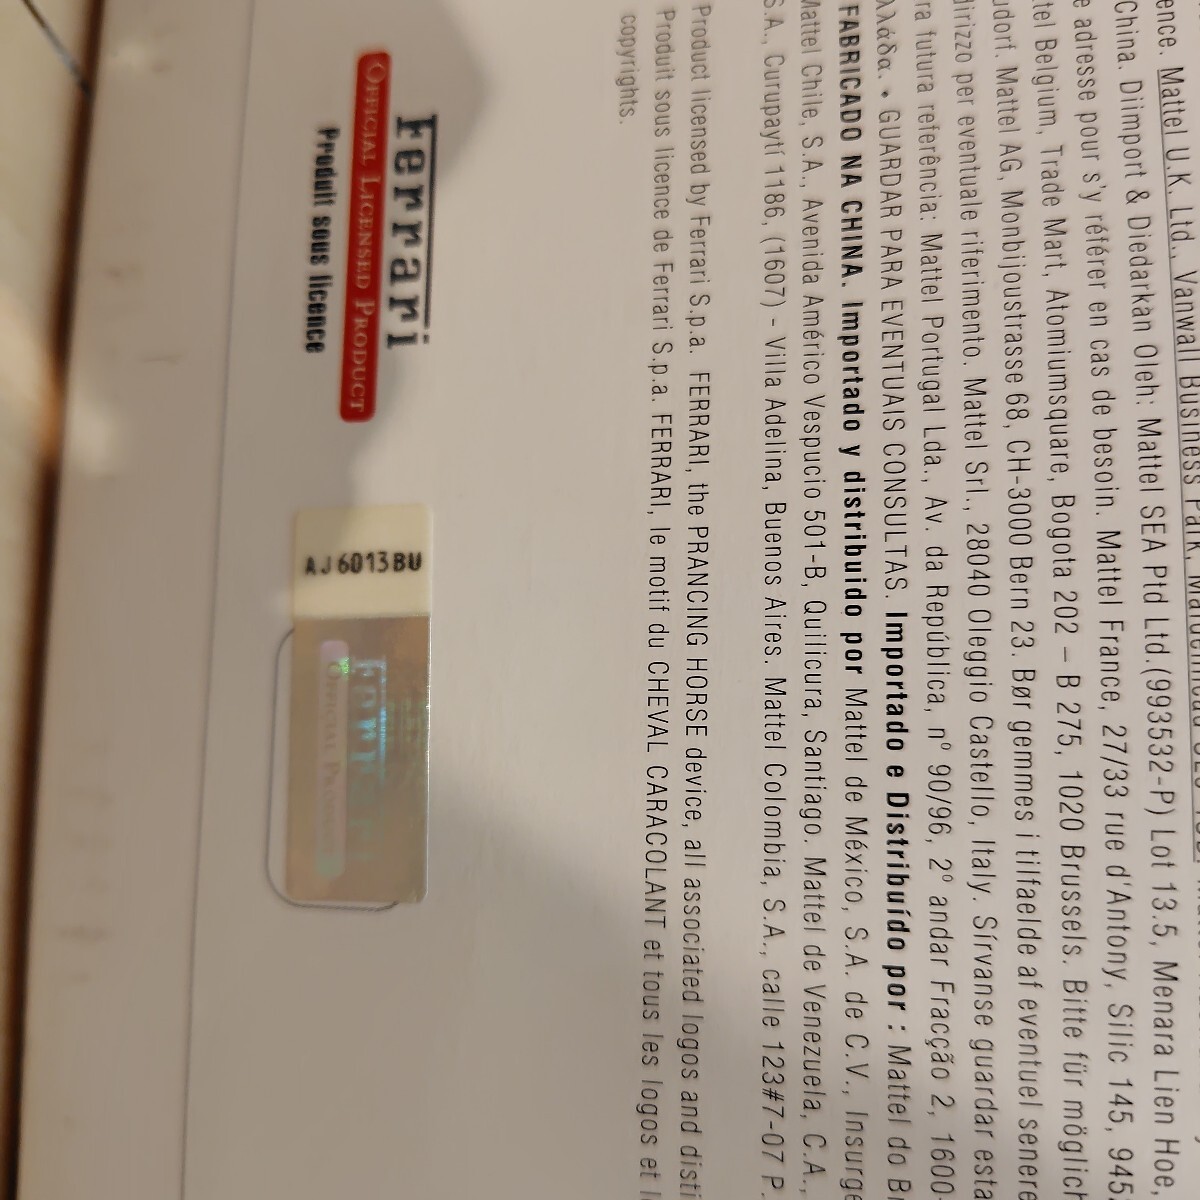 ence. Mattel U.K. Ltd., Vanwall Business Park,
China. Diimport & Diedarkan Oleh: Mattel SEA Ptd Ltd.(993532-P) Lot 13.5, Menara Lien Hoe,
e adresse pour s'y référer en cas de besoin. Mattel France, 27/33 rue d'Antony, Silic 145, 945
tel Belgium, Trade Mart, Atomiumsquare, Bogota 202 – B 275, 1020 Brussels. Bitte für möglich
dorf. Mattel AG, Monbijoustrasse 68, CH-3000 Bern 23. Bør gemmes i tilfaelde af eventuel senere
dirizzo per eventuale riferimento. Mattel Srl., 28040 Oleggio Castello, Italy. Sírvanse guardar esta
ra futura referência: Mattel Portugal Lda., Av. da República, nº 90/96, 2º andar Fracção 2, 1600-
λλάδα. • GUARDAR PARA EVENTUAIS CONSULTAS. Importado e Distribuído por : Mattel do Br
FABRICADO NA CHINA. Importado y distribuido por Mattel de México, S.A. de C.V., Insurge
Mattel Chile, S.A., Avenida Américo Vespucio 501-B, Quilicura, Santiago. Mattel de Venezuela, C.A.,
S.A., Curupaytí 1186, (1607) - Villa Adelina, Buenos Aires. Mattel Colombia, S.A., calle 123#7-07 P.
Product licensed by Ferrari S.p.a. FERRARI, the PRANCING HORSE device, all associated logos and disti
Produit sous licence de Ferrari S.p.a. FERRARI, le motif du CHEVAL CARACOLANT et tous les logos et l
copyrights.
Ferrari
OFFICIAL LICENSED PRODUCT
Produit sous licence
AJ6013BU
Ferrari
OFFICIAL PRODUCT